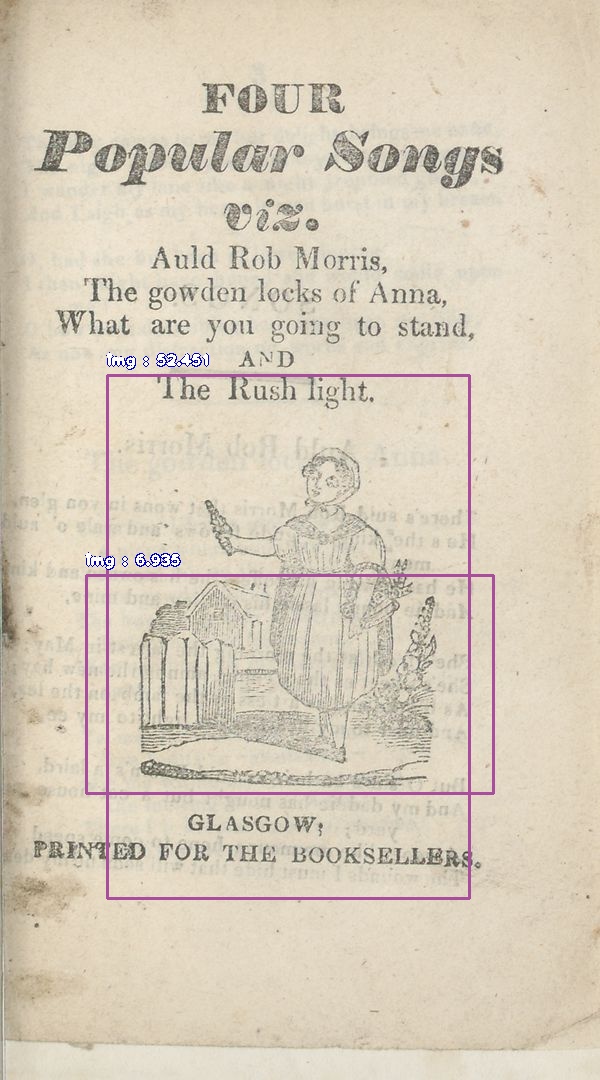 FOUR
Popular Songs
viz.
Auld Rob Morris,
The gowden locks of Anna,
What are you going to stand,
AND
img : 52.451
The Rush light.
img : 6.935
GLASGOW;
PRINTED FOR THE BOOKSELLERS.